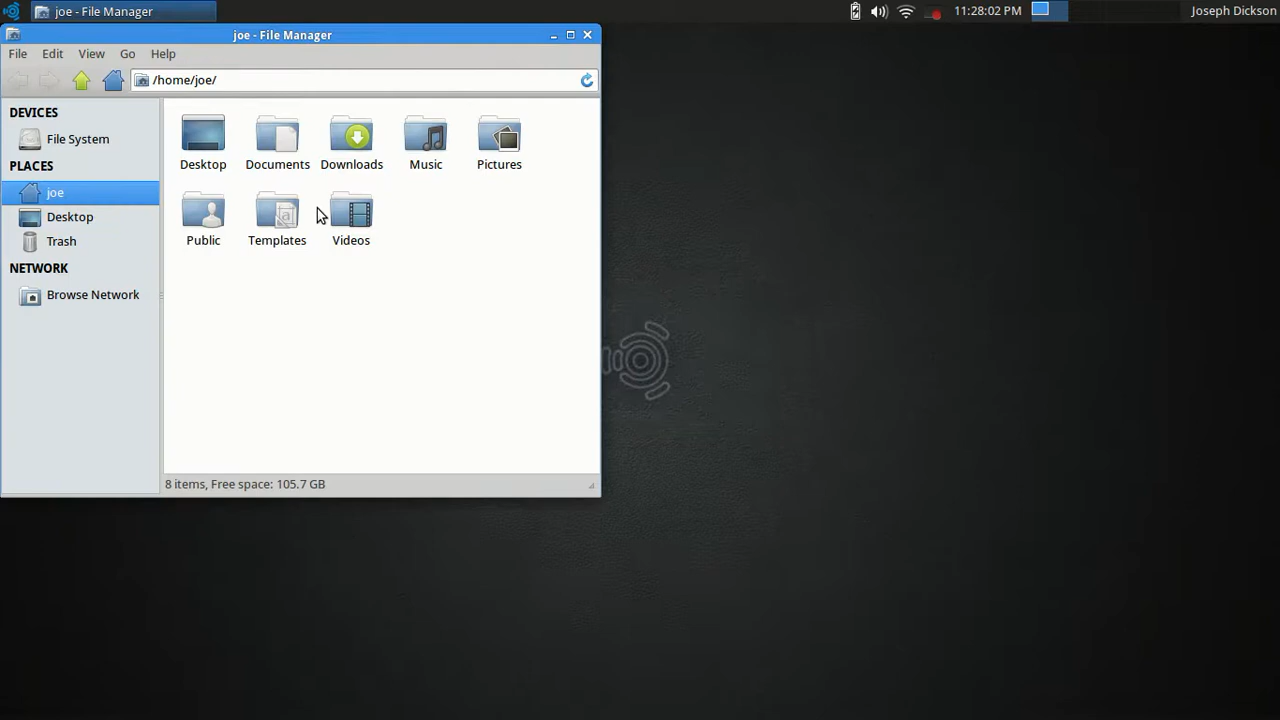 joe - File Manager
11:28:02 PM
Joseph Dickson
joe - File Manager
File Edit View Go Help
/home/joe/
DEVICES
File System
PLACES
joe
Desktop
Trash
NETWORK
Browse Network
Desktop Documents Downloads Music Pictures
Public Templates Videos
8 items, Free space: 105.7 GB